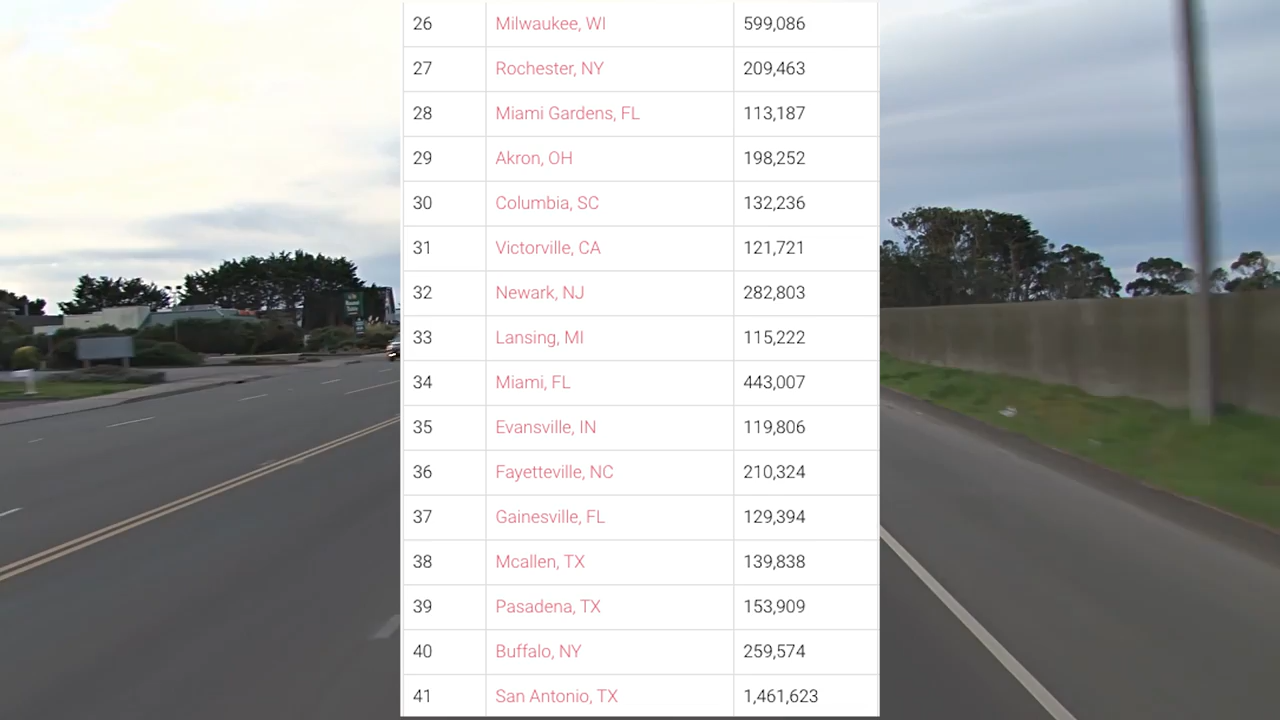 26 Milwaukee, WI 599,086
27 Rochester, NY 209,463
28 Miami Gardens, FL 113,187
29 Akron, OH 198,252
30 Columbia, SC 132,236
31 Victorville, CA 121,721
32 Newark, NJ 282,803
33 Lansing, MI 115,222
34 Miami, FL 443,007
35 Evansville, IN 119,806
36 Fayetteville, NC 210,324
37 Gainesville, FL 129,394
38 Mcallen, TX 139,838
39 Pasadena, TX 153,909
40 Buffalo, NY 259,574
41 San Antonio, TX 1,461,623